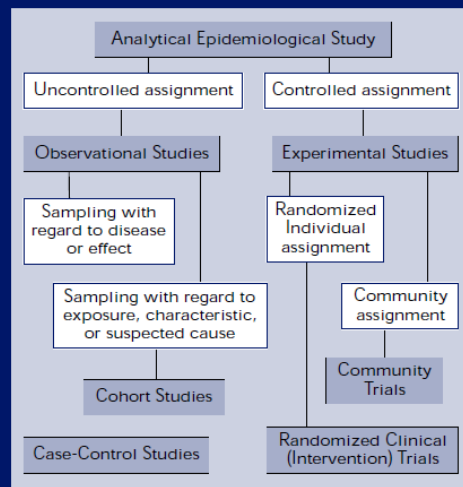 Analytical Epidemiological Study
Uncontrolled assignment
Controlled assignment
Observational Studies
Experimental Studies
Sampling with
regard to disease
or effect
Randomized
Individual
assignment
Sampling with regard to
exposure, characteristic,
or suspected cause
Community
assignment
Cohort Studies
Community
Trials
Case-Control Studies
Randomized Clinical
(Intervention) Trials